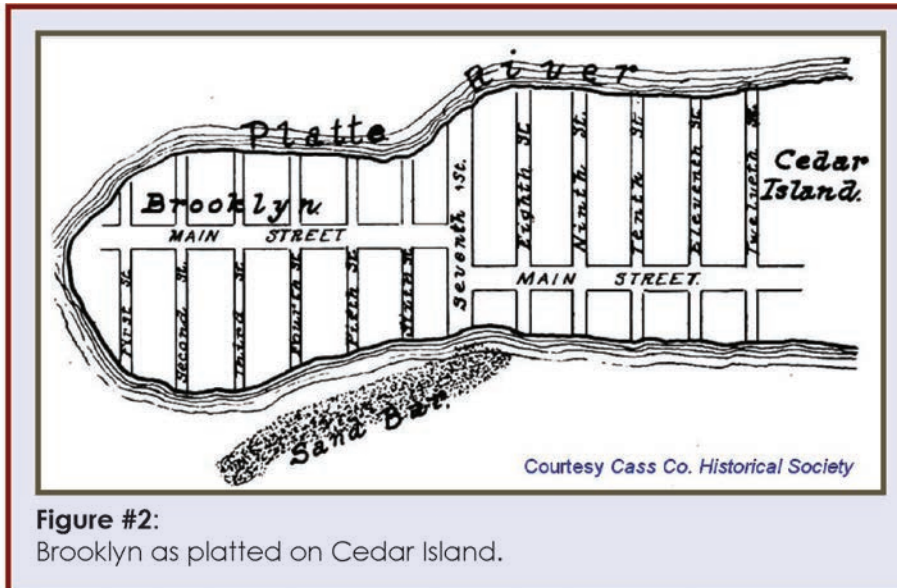 Platte River
Brooklyn.
MAIN STREET
First St.
Second St.
Third St.
Fourth St.
Fifth St.
Sixth St.
Seventh St.
Eighth St.
Ninth St.
Tenth St.
Eleventh St.
Twelveth St.
Cedar
Island.
MAIN STREET.
Sand Bar.
Courtesy Cass Co. Historical Society
Figure #2:
Brooklyn as platted on Cedar Island.